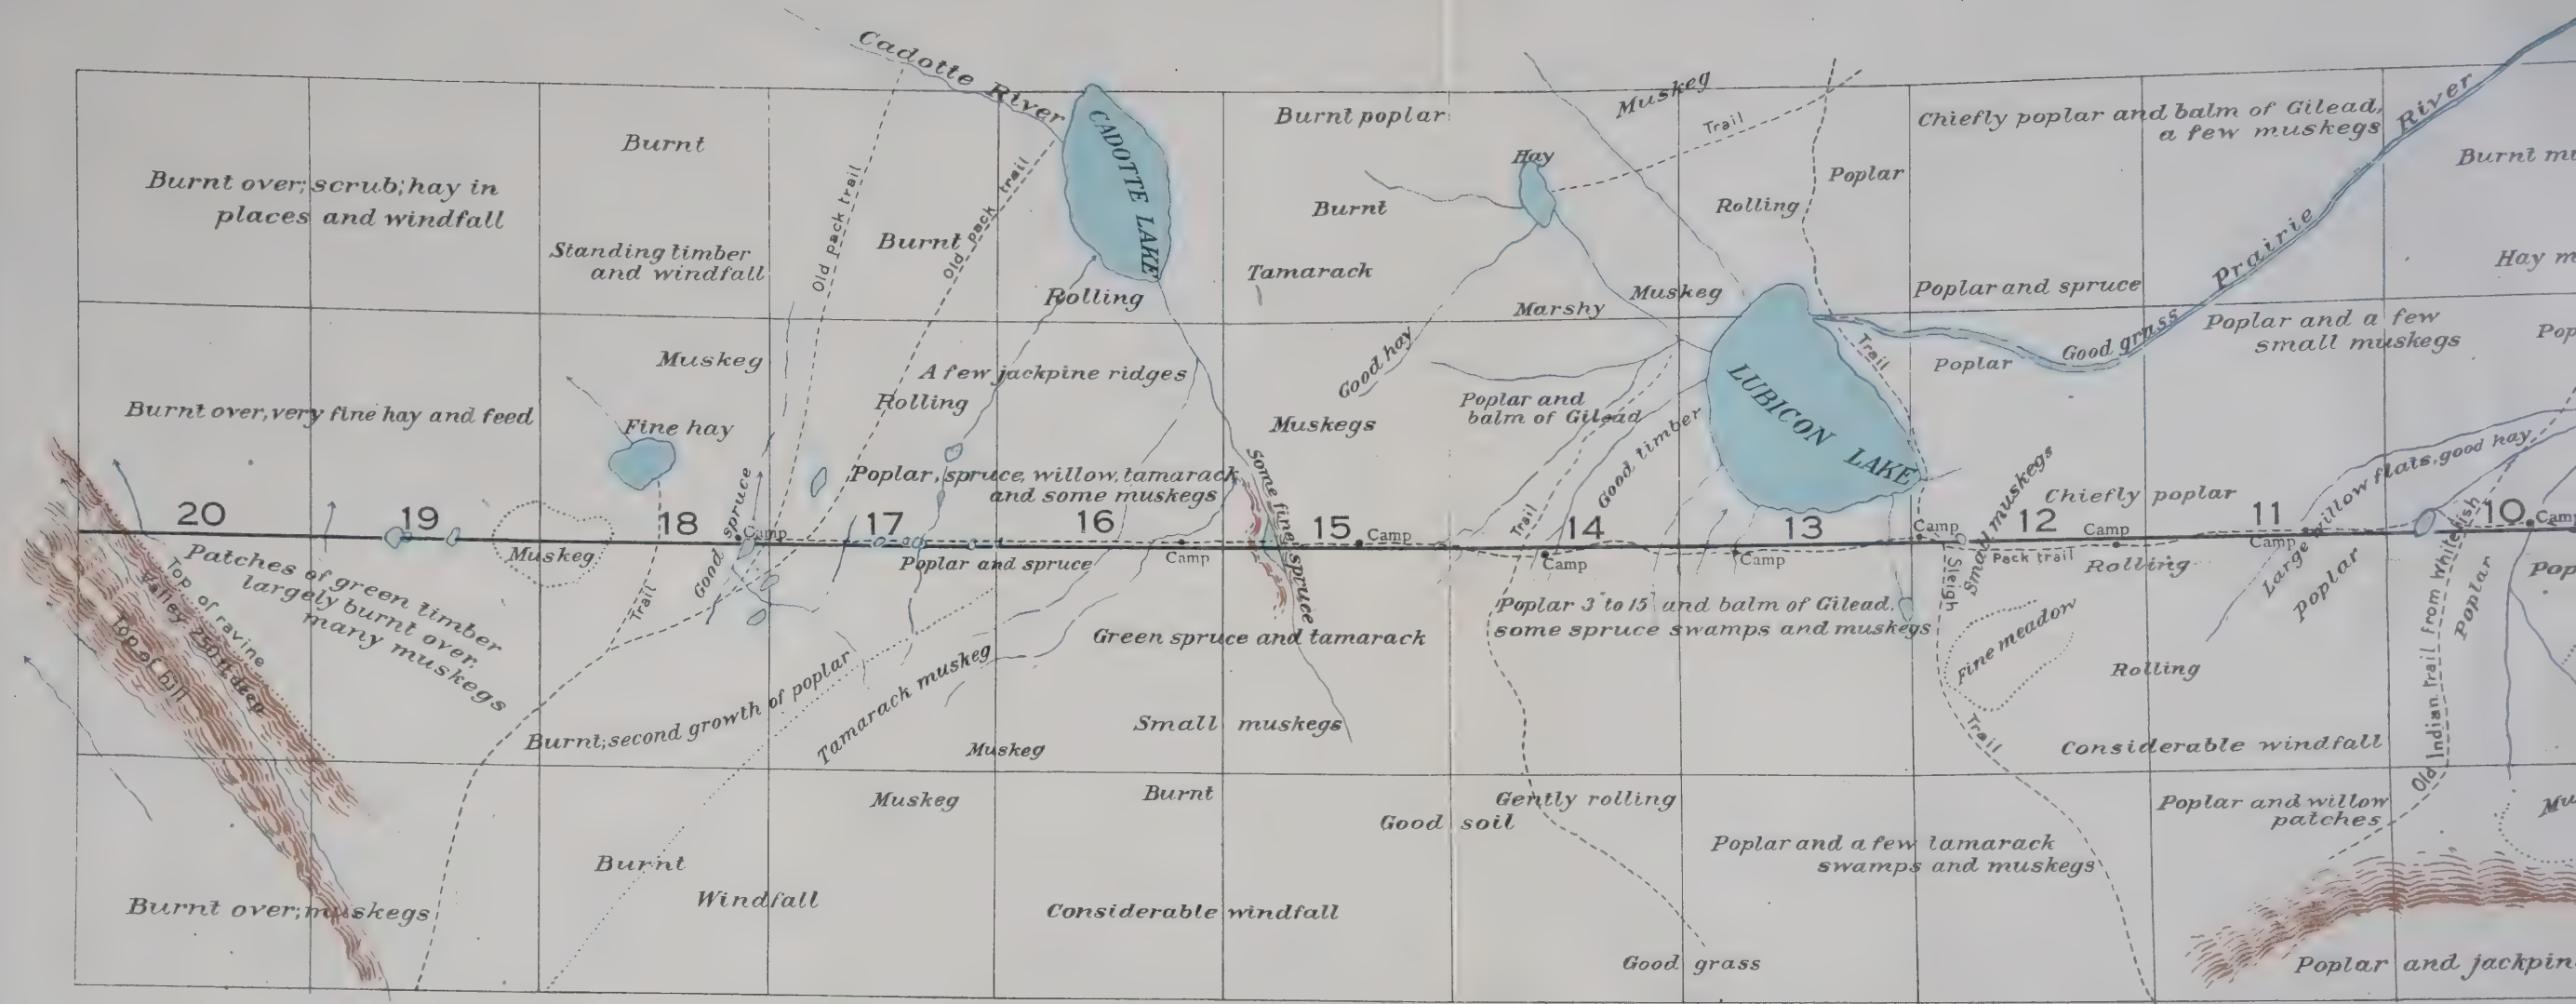 Cadotte River
CADOTTE LAKE
Burnt over; scrub; hay in
places and windfall
Burnt
Standing timber
and windfall
Old Pack trail
Burnt
Old pack trail
Rolling
Burnt poplar
Burnt
Tamarack
Hay
Muskeg
Trail
Rolling
Poplar
Chiefly poplar and balm of Gilead,
a few muskegs
Prairie River
Burnt
Hay
Marshy
Muskeg
Poplar and spruce
Burnt over, very fine hay and feed
Muskeg
Fine hay
Good spruce
A few jackpine ridges
Rolling
Poplar, spruce, willow, tamarack
and some muskegs
Some fine spruce
Muskegs
Good hay
Poplar and
balm of Gilead
Good timber
Trail
LUBICON LAKE
Trail
Poplar
Good grass
Poplar and a few
small muskegs
Small muskegs
Chiefly poplar
Large willow flats, good hay
20 19 18 17 16 15 14 13 12 11 10
Camp
Camp
Camp
Camp
Camp
Camp
Camp
Camp
Camp
Muskeg
Poplar and spruce
Pack trail
Rolling
Top of ravine
Valley 250 ft. deep
Top of hill
Patches of green timber
largely burnt over,
many muskegs
Trail
Burnt; second growth of poplar
Tamarack muskeg
Muskeg
Green spruce and tamarack
Small muskegs
Poplar 3" to 15" and balm of Gilead,
some spruce swamps and muskegs
Sleigh
Trail
Fine meadow
Rolling
Poplar
Old Indian trail from Whitefish
Poplar
Considerable windfall
Burnt over; muskegs
Burnt
Windfall
Muskeg
Burnt
Considerable windfall
Good soil
Gently rolling
Good grass
Poplar and a few tamarack
swamps and muskegs
Poplar and willow
patches
Poplar and jackpine